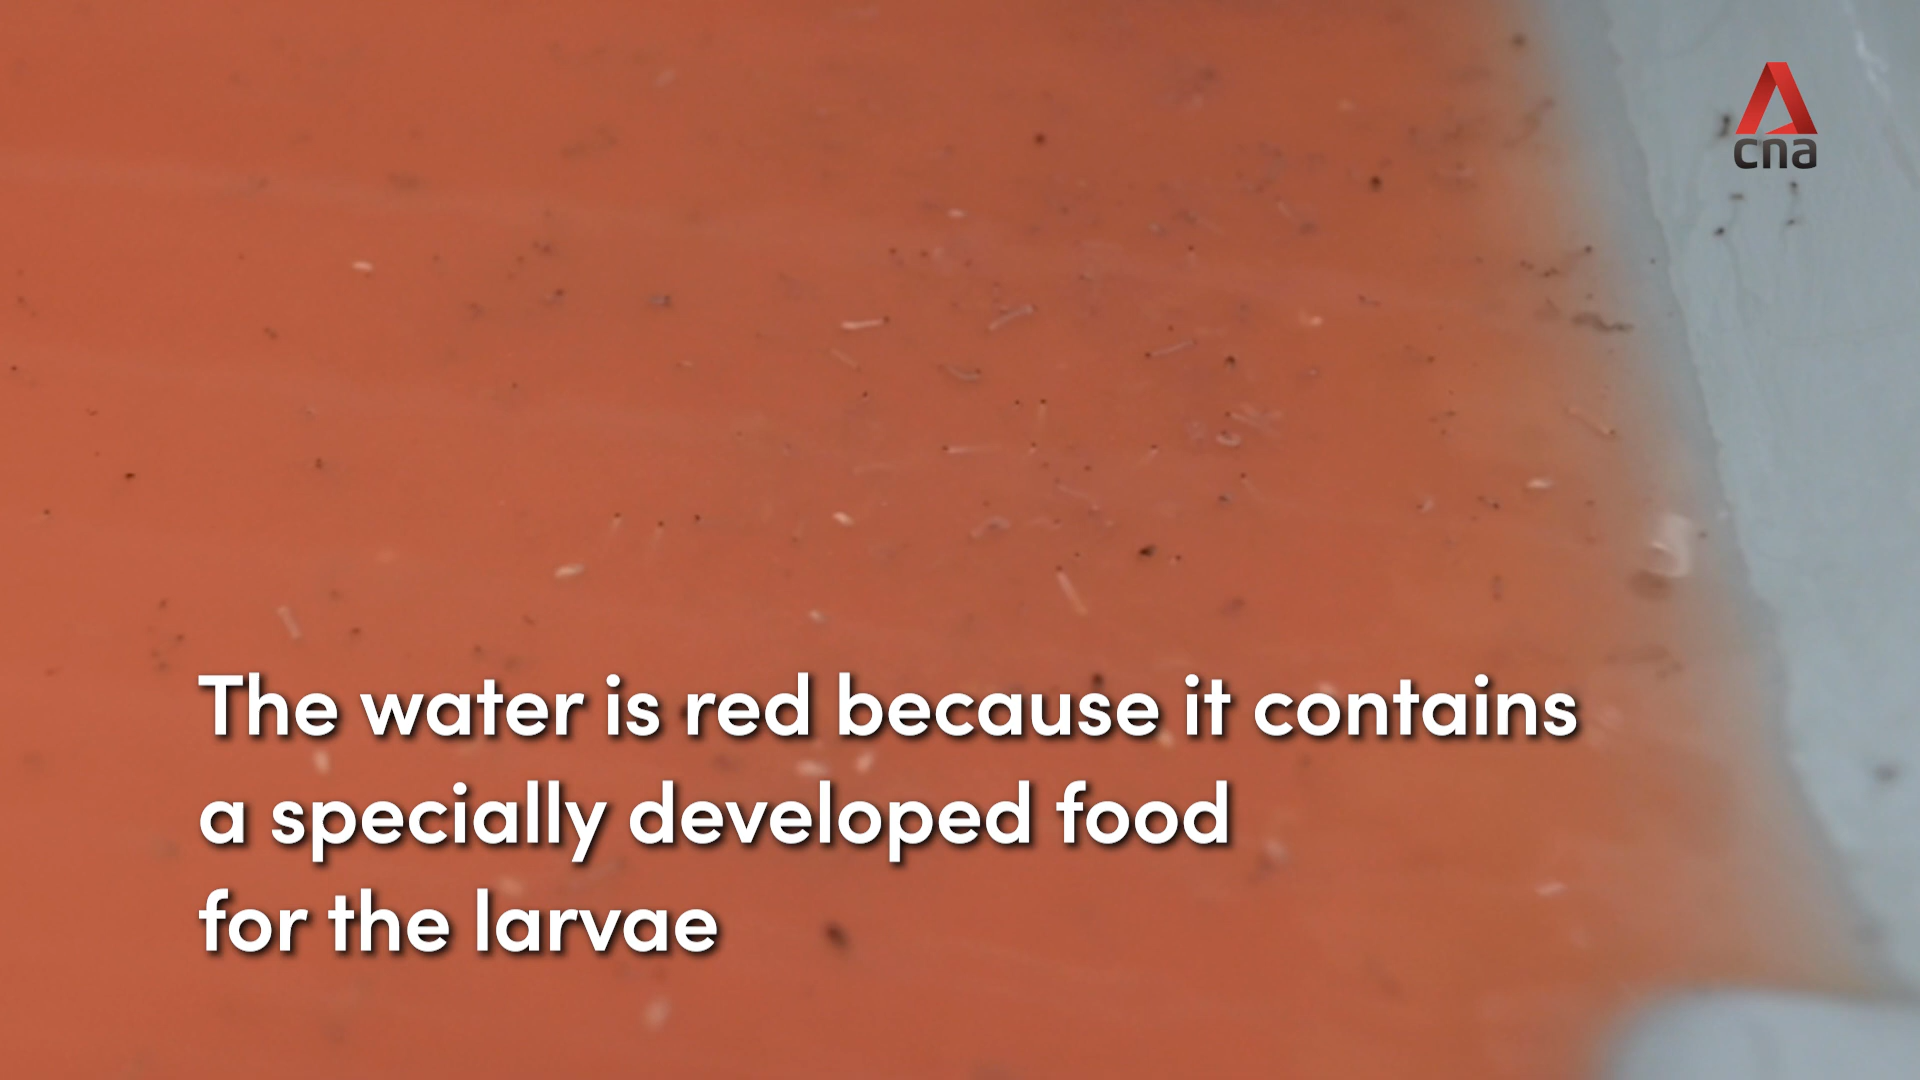 cna
The water is red because it contains
a specially developed food
for the larvae